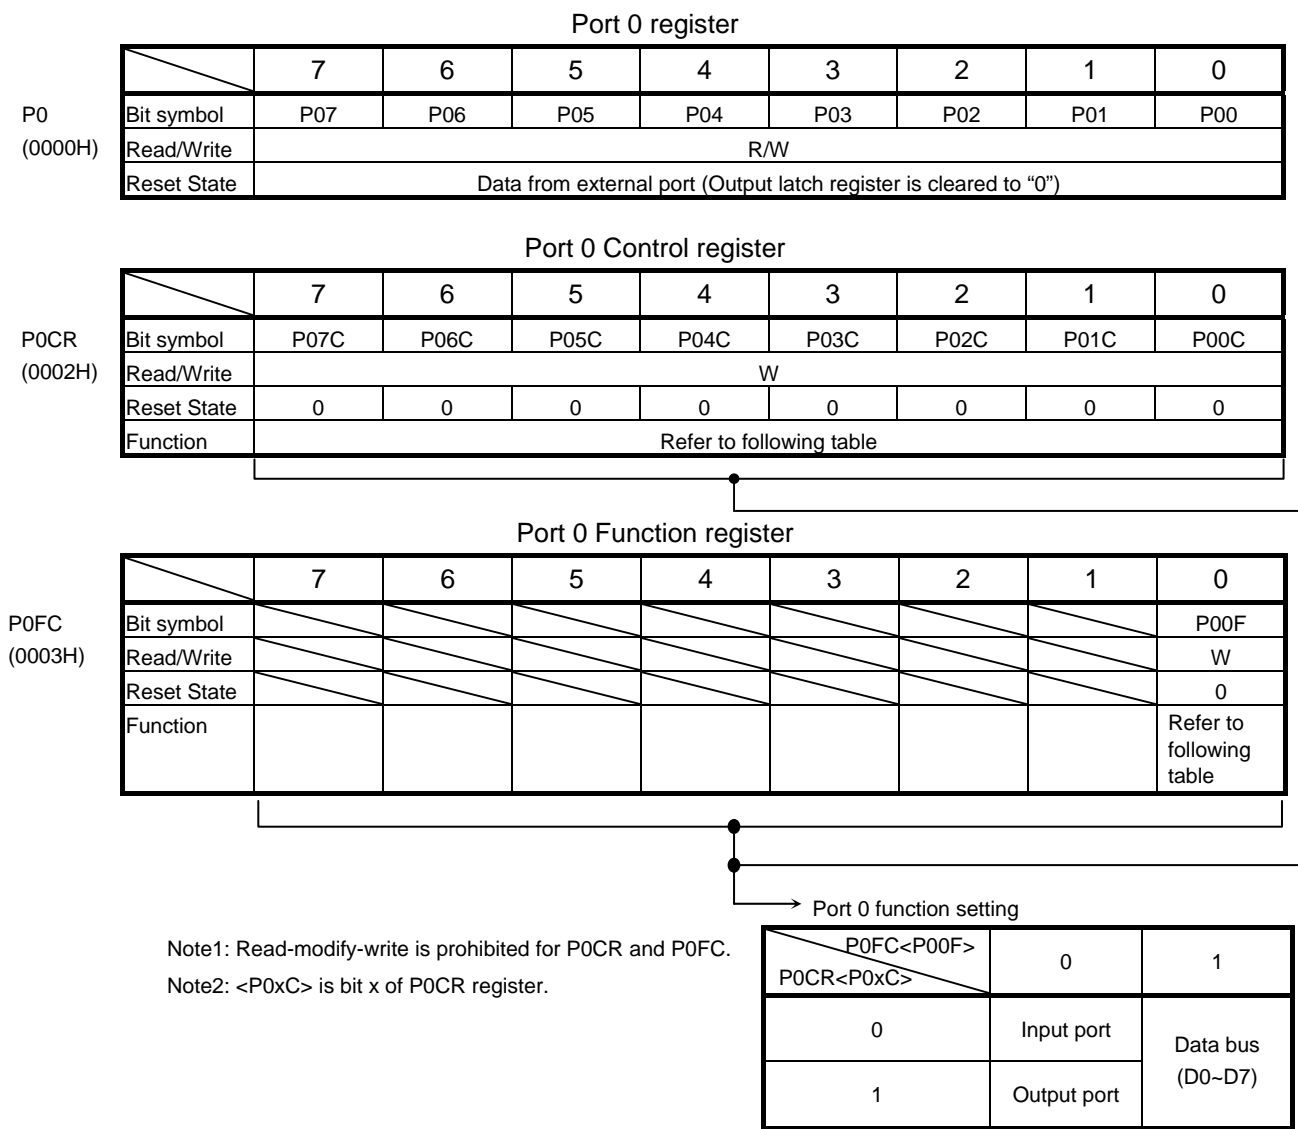 Port 0 register
7 6 5 4 3 2 1 0
P0 (0000H)
Bit symbol P07 P06 P05 P04 P03 P02 P01 P00
Read/Write R/W
Reset State Data from external port (Output latch register is cleared to “0”)
Port 0 Control register
7 6 5 4 3 2 1 0
P0CR (0002H)
Bit symbol P07C P06C P05C P04C P03C P02C P01C P00C
Read/Write W
Reset State 0 0 0 0 0 0 0 0
Function Refer to following table
Port 0 Function register
7 6 5 4 3 2 1 0
P0FC (0003H)
Bit symbol P00F
Read/Write W
Reset State 0
Function Refer to
following
table
Port 0 function setting
Note1: Read-modify-write is prohibited for P0CR and P0FC.
Note2: <P0xC> is bit x of P0CR register.
P0FC<P00F> 0 1
P0CR<P0xC>
0 Input port Data bus
(D0~D7)
1 Output port